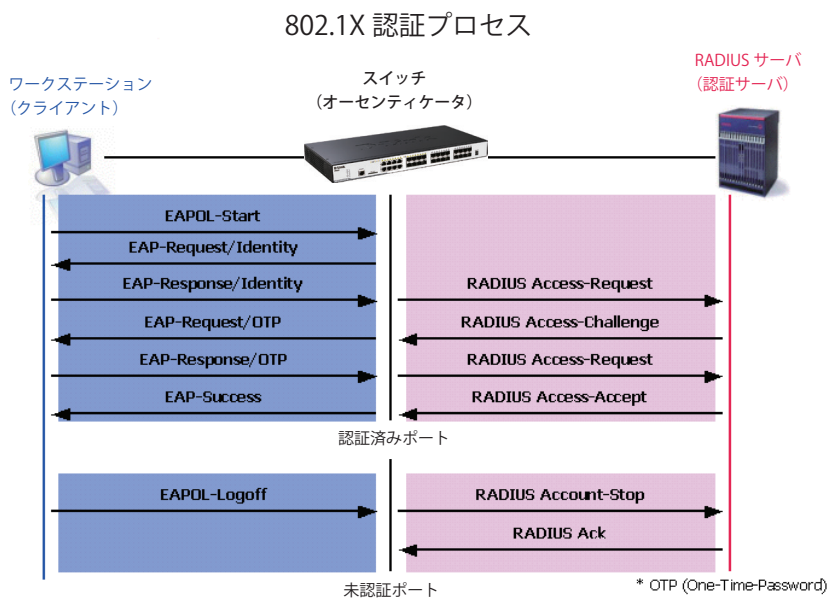 802.1X 認証プロセス
ワークステーション
（クライアント）
スイッチ
（オーセンティケータ）
RADIUS サーバ
（認証サーバ）
EAPOL-Start
EAP-Request/Identity
EAP-Response/Identity
RADIUS Access-Request
EAP-Request/OTP
RADIUS Access-Challenge
EAP-Response/OTP
RADIUS Access-Request
EAP-Success
RADIUS Access-Accept
認証済みポート
EAPOL-Logoff
RADIUS Account-Stop
RADIUS Ack
未認証ポート
* OTP (One-Time-Password)